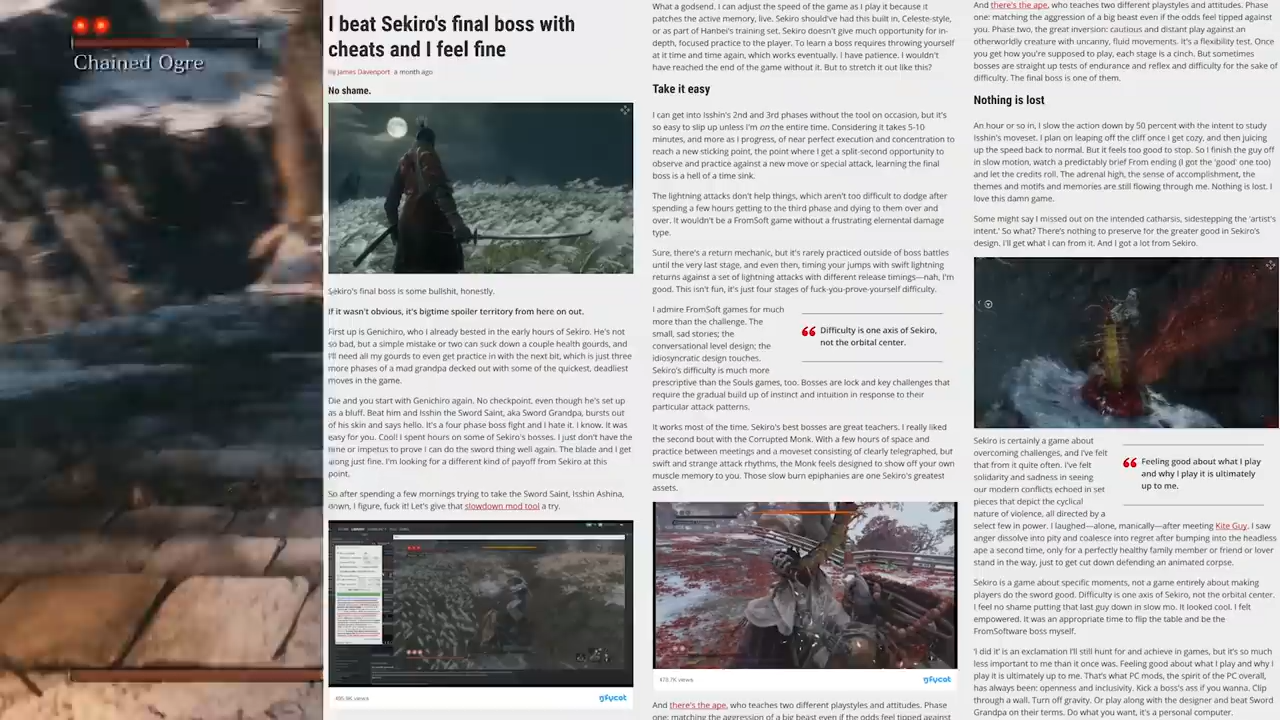 Chained Ogre
I beat Sekiro's final boss with
cheats and I feel fine
By James Davenport a month ago
No shame.
Sekiro's final boss is some bullshit, honestly.
If it wasn't obvious, it's bigtime spoiler territory from here on out.
First up is Genichiro, who I already bested in the early hours of Sekiro. He's not
so bad, but a simple mistake or two can suck down a couple health gourds, and
I'll need all my gourds to even get practice in with the next bit, which is just three
more phases of a mad grandpa decked out with some of the quickest, deadliest
moves in the game.
Die and you start with Genichiro again. No checkpoint, even though he's set up
as a bluff. Beat him and Isshin the Sword Saint, aka Sword Grandpa, bursts out
of his skin and says hello. It's a four phase boss fight and I hate it. I know. It was
easy for you. Cool! I spent hours on some of Sekiro's bosses. I just don't have the
time or impetus to prove I can do the sword thing well again. The blade and I get
along just fine. I'm looking for a different kind of payoff from Sekiro at this
point.
So after spending a few mornings trying to take the Sword Saint, Isshin Ashina,
down, I figure, fuck it! Let's give that slowdown mod tool a try.
views
gfycat
What a godsend. I can adjust the speed of the game as I play it because it
patches the active memory, live. Sekiro should've had this built in, Celeste-style,
or as part of Hanbei's training set. Sekiro doesn't give much opportunity for in-
depth, focused practice to the player. To learn a boss requires throwing yourself
at it time and time again, which works eventually. I have patience. I wouldn't
have reached the end of the game without it. But to stretch it out like this?
Take it easy
I can get into Isshin's 2nd and 3rd phases without the tool on occasion, but it's
so easy to slip up unless I'm on the entire time. Considering it takes 5-10
minutes, and more as I progress, of near perfect execution and concentration to
reach a new sticking point, the point where I get a split-second opportunity to
observe and practice against a new move or special attack, learning the final
boss is a hell of a time sink.
The lightning attacks don't help things, which aren't too difficult to dodge after
spending a few hours getting to the third phase and dying to them over and
over. It wouldn't be a FromSoft game without a frustrating elemental damage
type.
Sure, there's a return mechanic, but it's rarely practiced outside of boss battles
until the very last stage, and even then, timing your jumps with swift lightning
returns against a set of lightning attacks with different release timings—nah, I'm
good. This isn't fun, it's just four stages of fuck-you-prove-yourself difficulty.
I admire FromSoft games for much
more than the challenge. The
small, sad stories; the
conversational level design; the
idiosyncratic design touches.
Sekiro's difficulty is much more
prescriptive than the Souls games, too. Bosses are lock and key challenges that
require the gradual build up of instinct and intuition in response to their
particular attack patterns.
Difficulty is one axis of Sekiro,
not the orbital center.
It works most of the time. Sekiro's best bosses are great teachers. I really liked
the second bout with the Corrupted Monk. With a few hours of space and
practice between meetings and a moveset consisting of clearly telegraphed, but
swift and strange attack rhythms, the Monk feels designed to show off your own
muscle memory to you. Those slow burn epiphanies are one Sekiro's greatest
assets.
478.7K views
gfycat
And there's the ape, who teaches two different playstyles and attitudes. Phase
one: matching the aggression of a big beast even if the odds feel tipped against
And there's the ape, who teaches two different playstyles and attitudes. Phase
one: matching the aggression of a big beast even if the odds feel tipped against
you. Phase two, the great inversion: cautious and distant play against an
otherworldly creature with uncanny, fluid movements. It's a flexibility test. Once
you get how you're supposed to play, each stage is a cinch. But sometimes
bosses are straight up tests of endurance and reflex and difficulty for the sake of
difficulty. The final boss is one of them.
Nothing is lost
An hour or so in, I slow the action down by 50 percent with the intent to study
Isshin's moveset. I plan on leaping off the cliff once I get cozy, and then juicing
up the speed back to normal. But it feels too good to stop. So I finish the guy off
in slow motion, watch a predictably brief From ending (I got the 'good' one too)
and let the credits roll. The adrenal high, the sense of accomplishment, the
themes and motifs and memories are still flowing through me. Nothing is lost. I
love this damn game.
Some might say I missed out on the intended catharsis, sidestepping the 'artist's
intent.' So what? There's nothing to preserve for the greater good in Sekiro's
design. I'll get what I can from it. And I got a lot from Sekiro.
Sekiro is certainly a game about
overcoming challenges, and I've felt
that from it quite often. I've felt
solidarity and sadness in seeing
our modern conflicts echoed in set
pieces that depict the cyclical
nature of violence, all directed by a
select few in power. I laughed—alone, manically—after meeting Kite Guy. I saw
anger dissolve into pity and coalesce into regret after bumping into the headless
ape a second time, only for a perfectly healthy family member or friend or lover
stand in the way, just to get cut down defending an animated corpse.
Feeling good about what I play
and why I play it is ultimately
up to me.
Sekiro is a game about specific moments, not a game entirely about making
players do the same good. Difficulty is one axis of Sekiro, not the orbital center.
I feel no shame in cutting that guy down in slow mo. It looked cool. I felt
empowered. It was an appropriate time to flip the table and be the
FromSoftware boss myself.
'I did it' is an exclamation I'll still hunt for and achieve in games, but it's so much
less important to me than it once was. Feeling good about what I play and why I
play it is ultimately up to me. That's what PC mods, the spirit of the PC overall,
has always been: openness and inclusivity. Kick a boss's ass if you wanna. Clip
through a wall. Turn off gravity. Or play along with the designer and beat Sword
Grandpa on their terms. Do what you want, it's a personal computer.